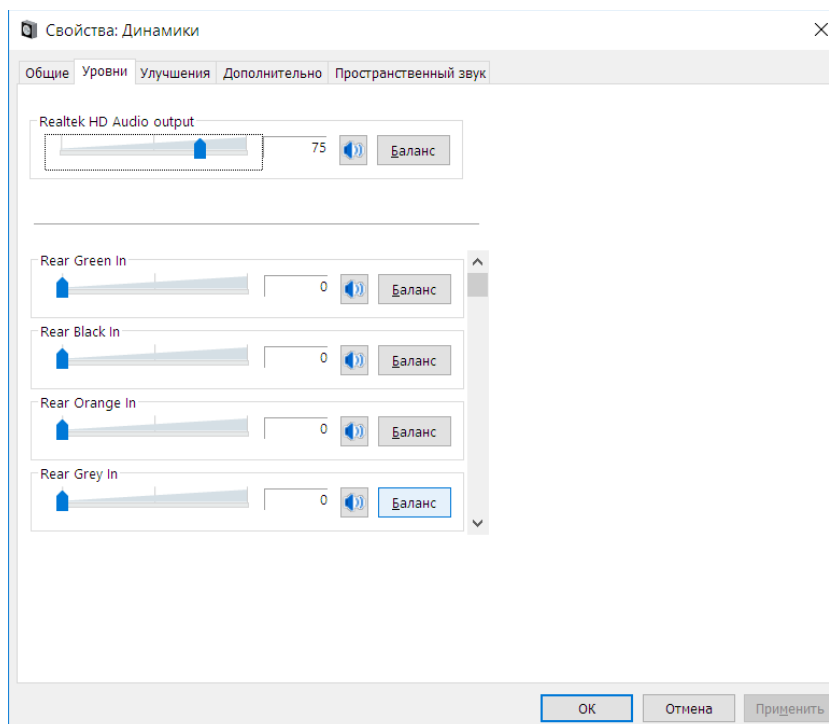 Свойства: Динамики
Общие Уровни Улучшения Дополнительно Пространственный звук
Realtek HD Audio output
75 Баланс
Rear Green In
0 Баланс
Rear Black In
0 Баланс
Rear Orange In
0 Баланс
Rear Grey In
0 Баланс
ОК Отмена Применить